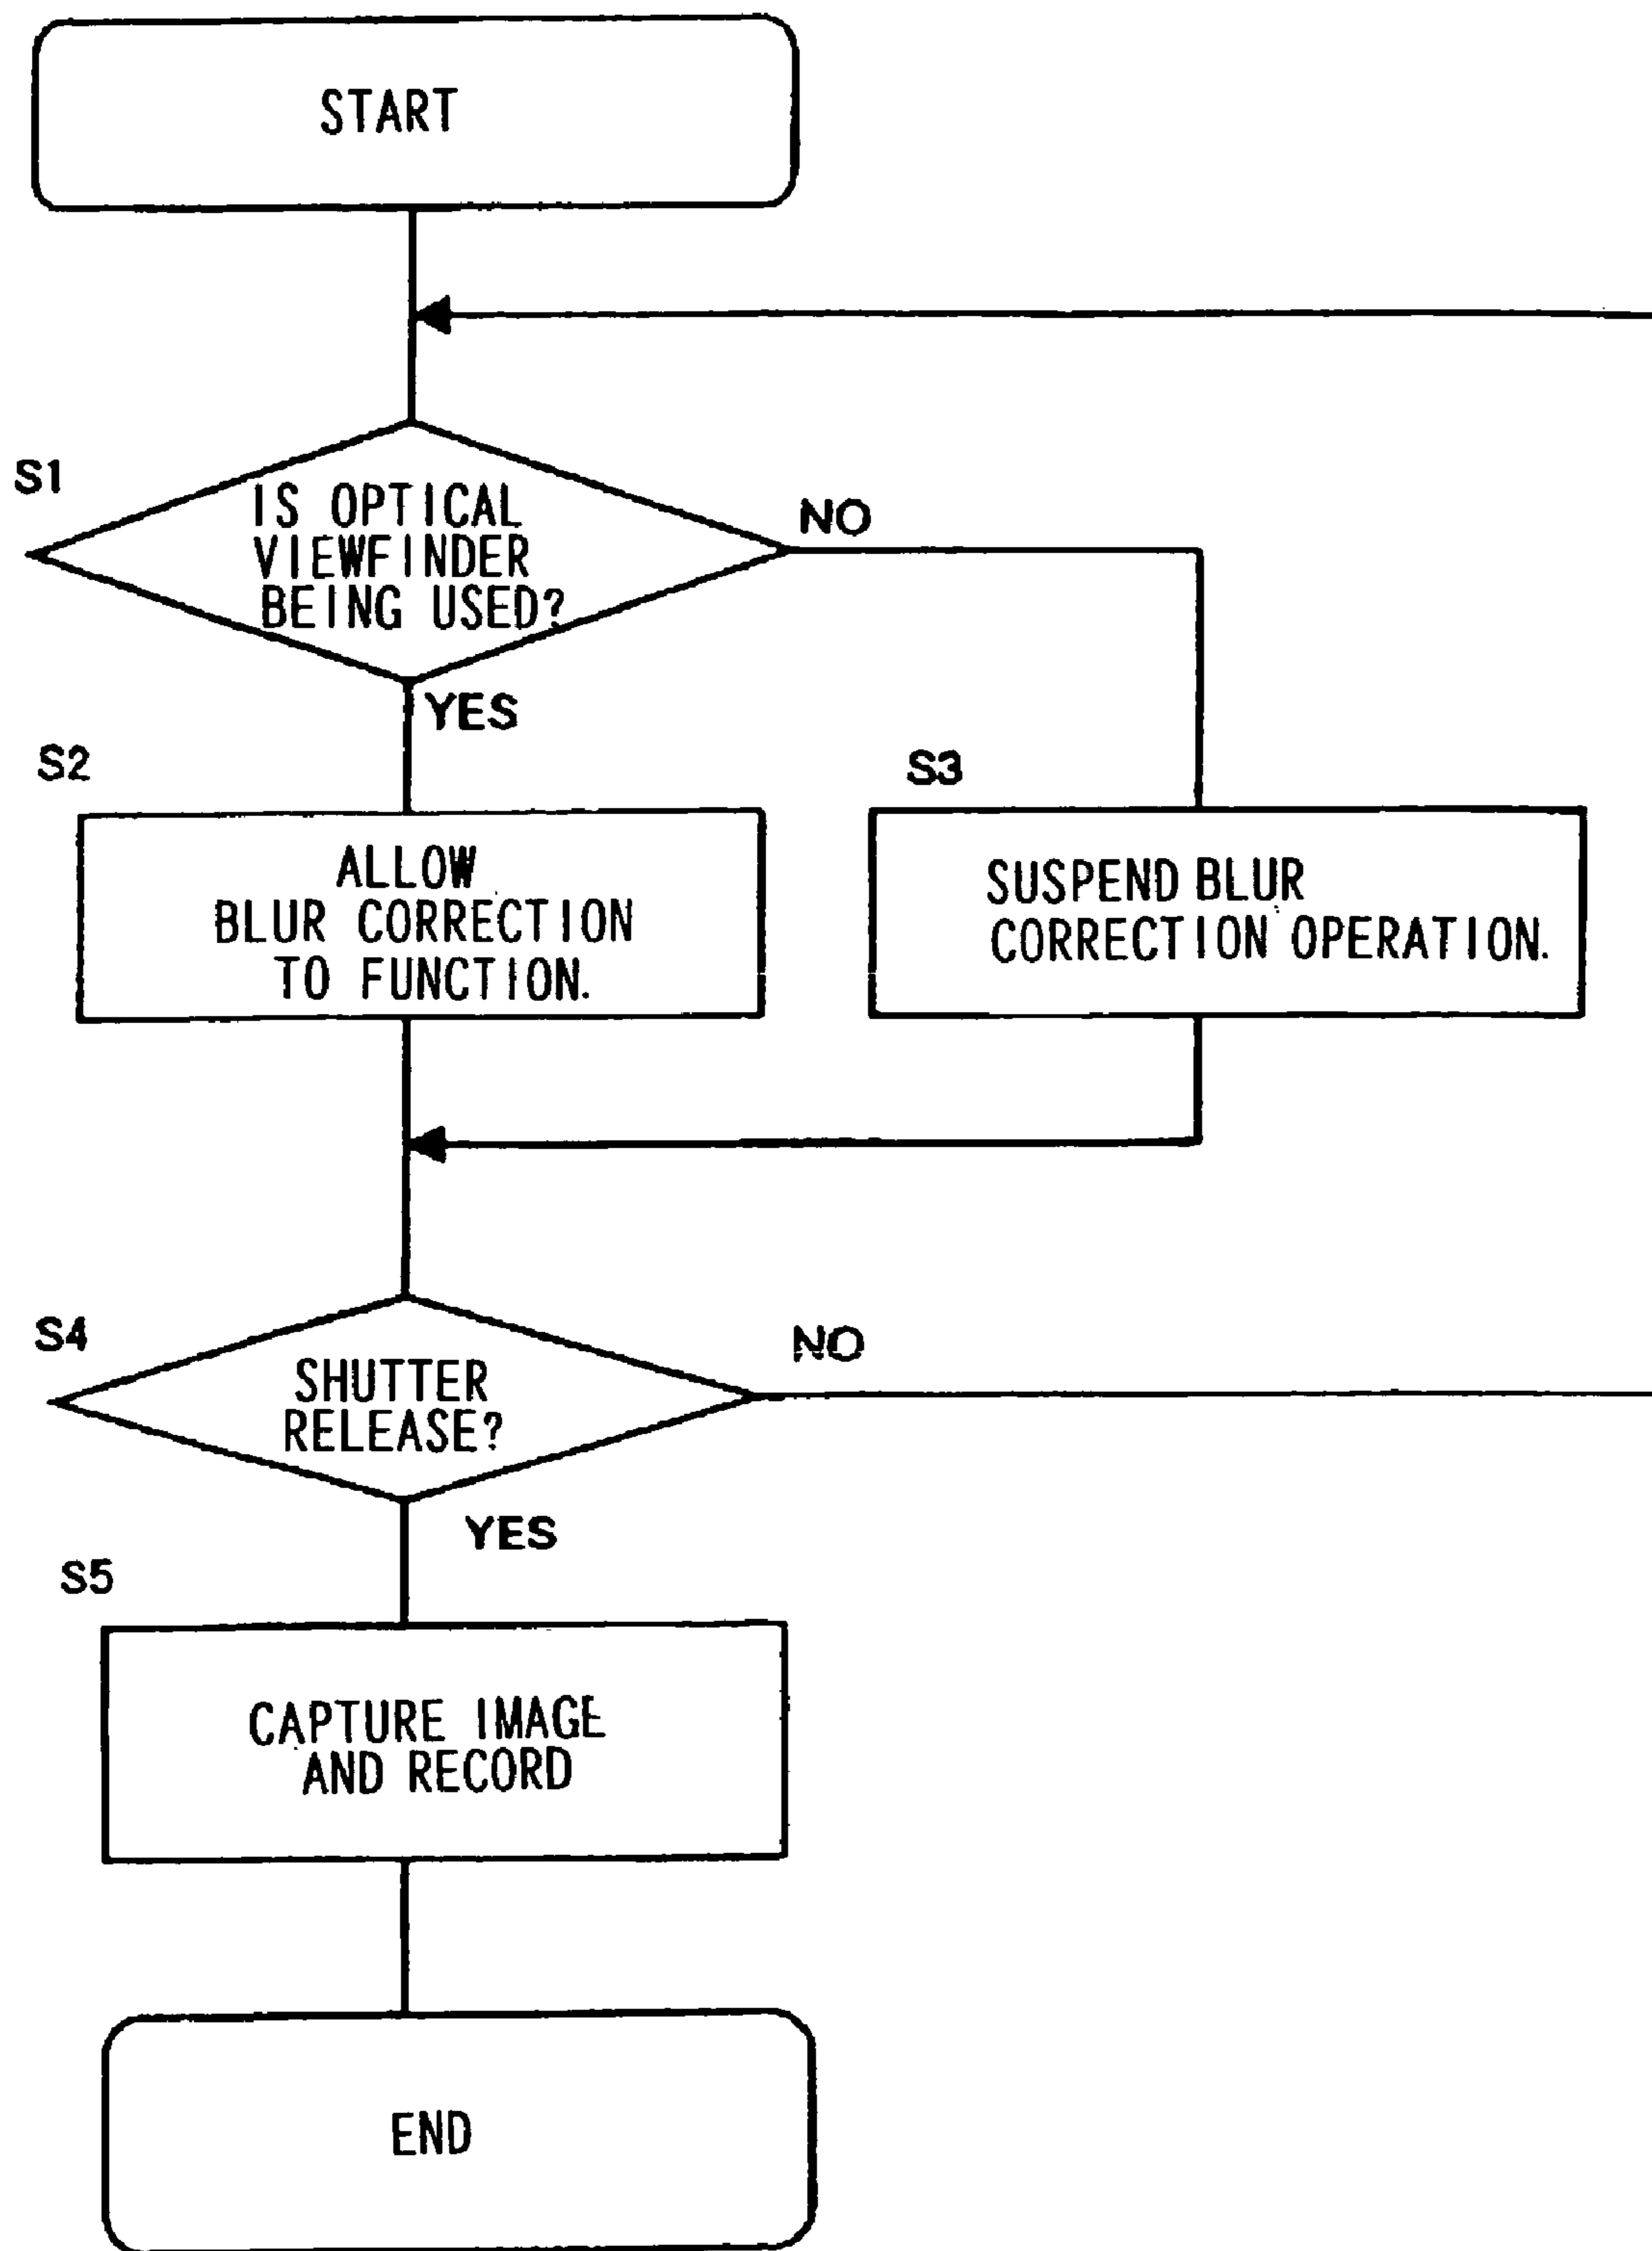 START
S1
IS OPTICAL
VIEWFINDER
BEING USED?
NO
YES
S2
ALLOW
BLUR CORRECTION
TO FUNCTION.
S3
SUSPEND BLUR
CORRECTION OPERATION.
S4
SHUTTER
RELEASE?
NO
YES
S5
CAPTURE IMAGE
AND RECORD
END